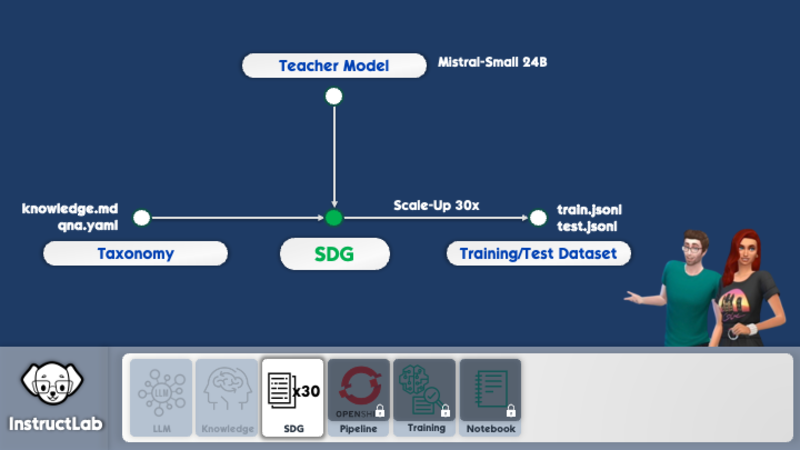 Teacher Model
Mistral-Small 24B
knowledge.md
qna.yaml
Scale-Up 30x
train.jsonl
test.jsonl
Taxonomy
SDG
Training/Test Dataset
InstructLab
LLM
LLM
Knowledge
x30
SDG
Pipeline
Training
Notebook